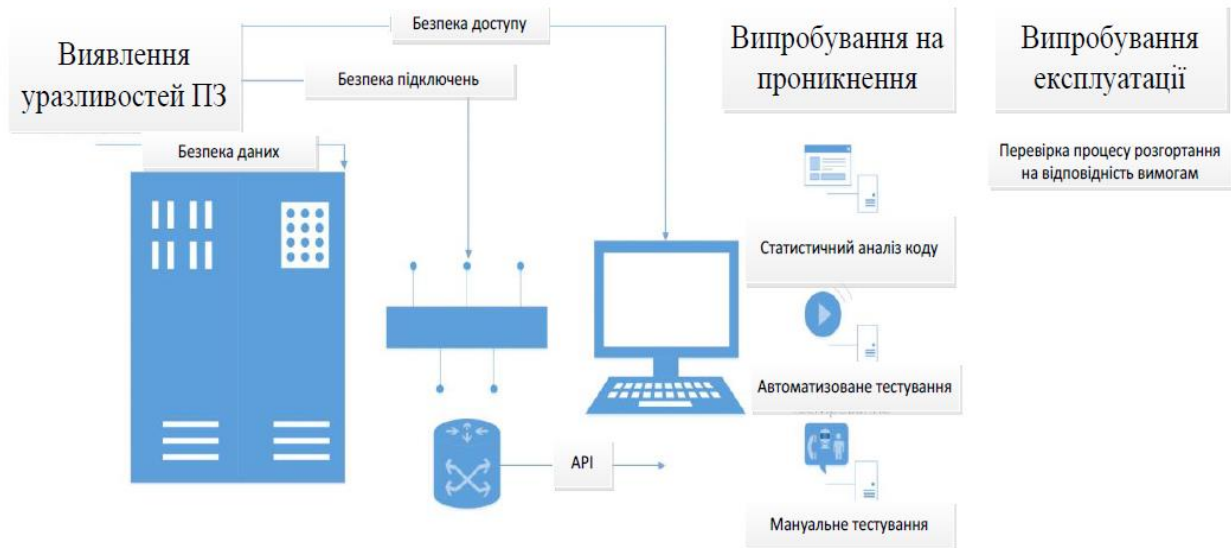 Виявлення
уразливостей ПЗ
Безпека доступу
Безпека підключень
Безпека даних
API
Випробування на
проникнення
Статистичний аналіз коду
Автоматизоване тестування
Мануальне тестування
Випробування
експлуатації
Перевірка процесу розгортання
на відповідність вимогам